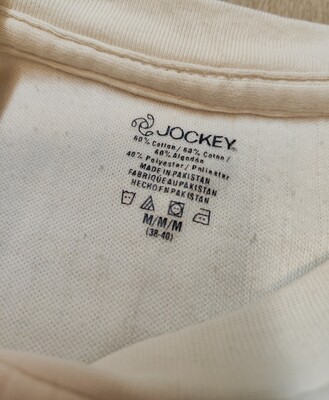 JOCKEY
60% Cotton / 60% Coton /
60% Algodón
40% Polyester / Poliester
MADE IN PAKISTAN
FABRIQUE AU PAKISTAN
HECHO EN PAKISTAN
M/M/M
(38-40)